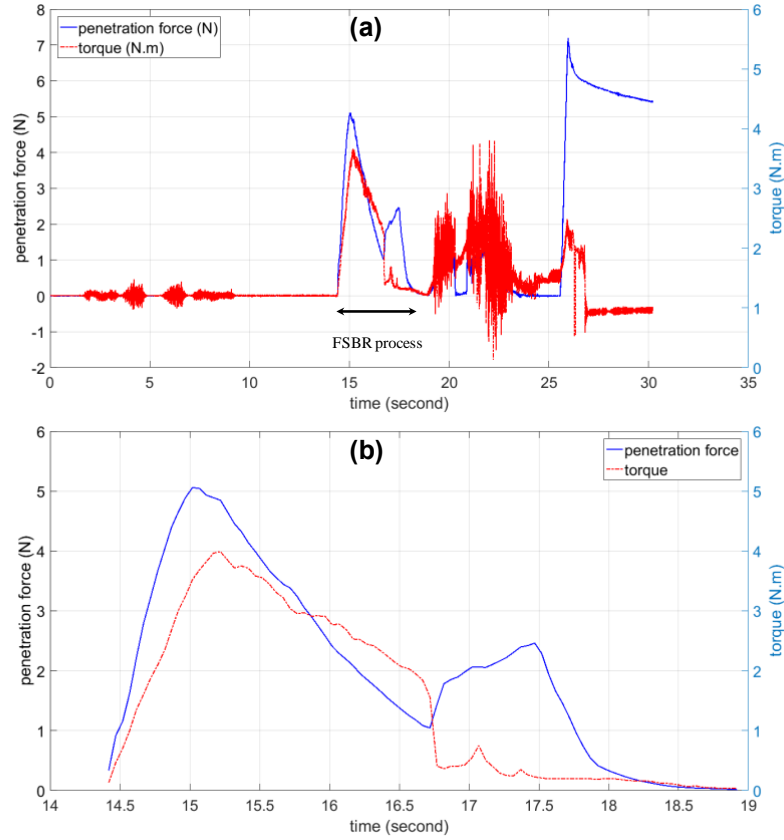 (a)
penetration force (N)
torque (N.m)
8
7
6
5
4
3
2
1
0
-1
-2
penetration force (N)
6
5
4
3
2
1
0
torque (N.m)
FSBR process
0 5 10 15 20 25 30 35
time (second)
(b)
penetration force
torque
6
5
4
3
2
1
0
penetration force (N)
6
5
4
3
2
1
0
torque (N.m)
14 14.5 15 15.5 16 16.5 17 17.5 18 18.5 19
time (second)